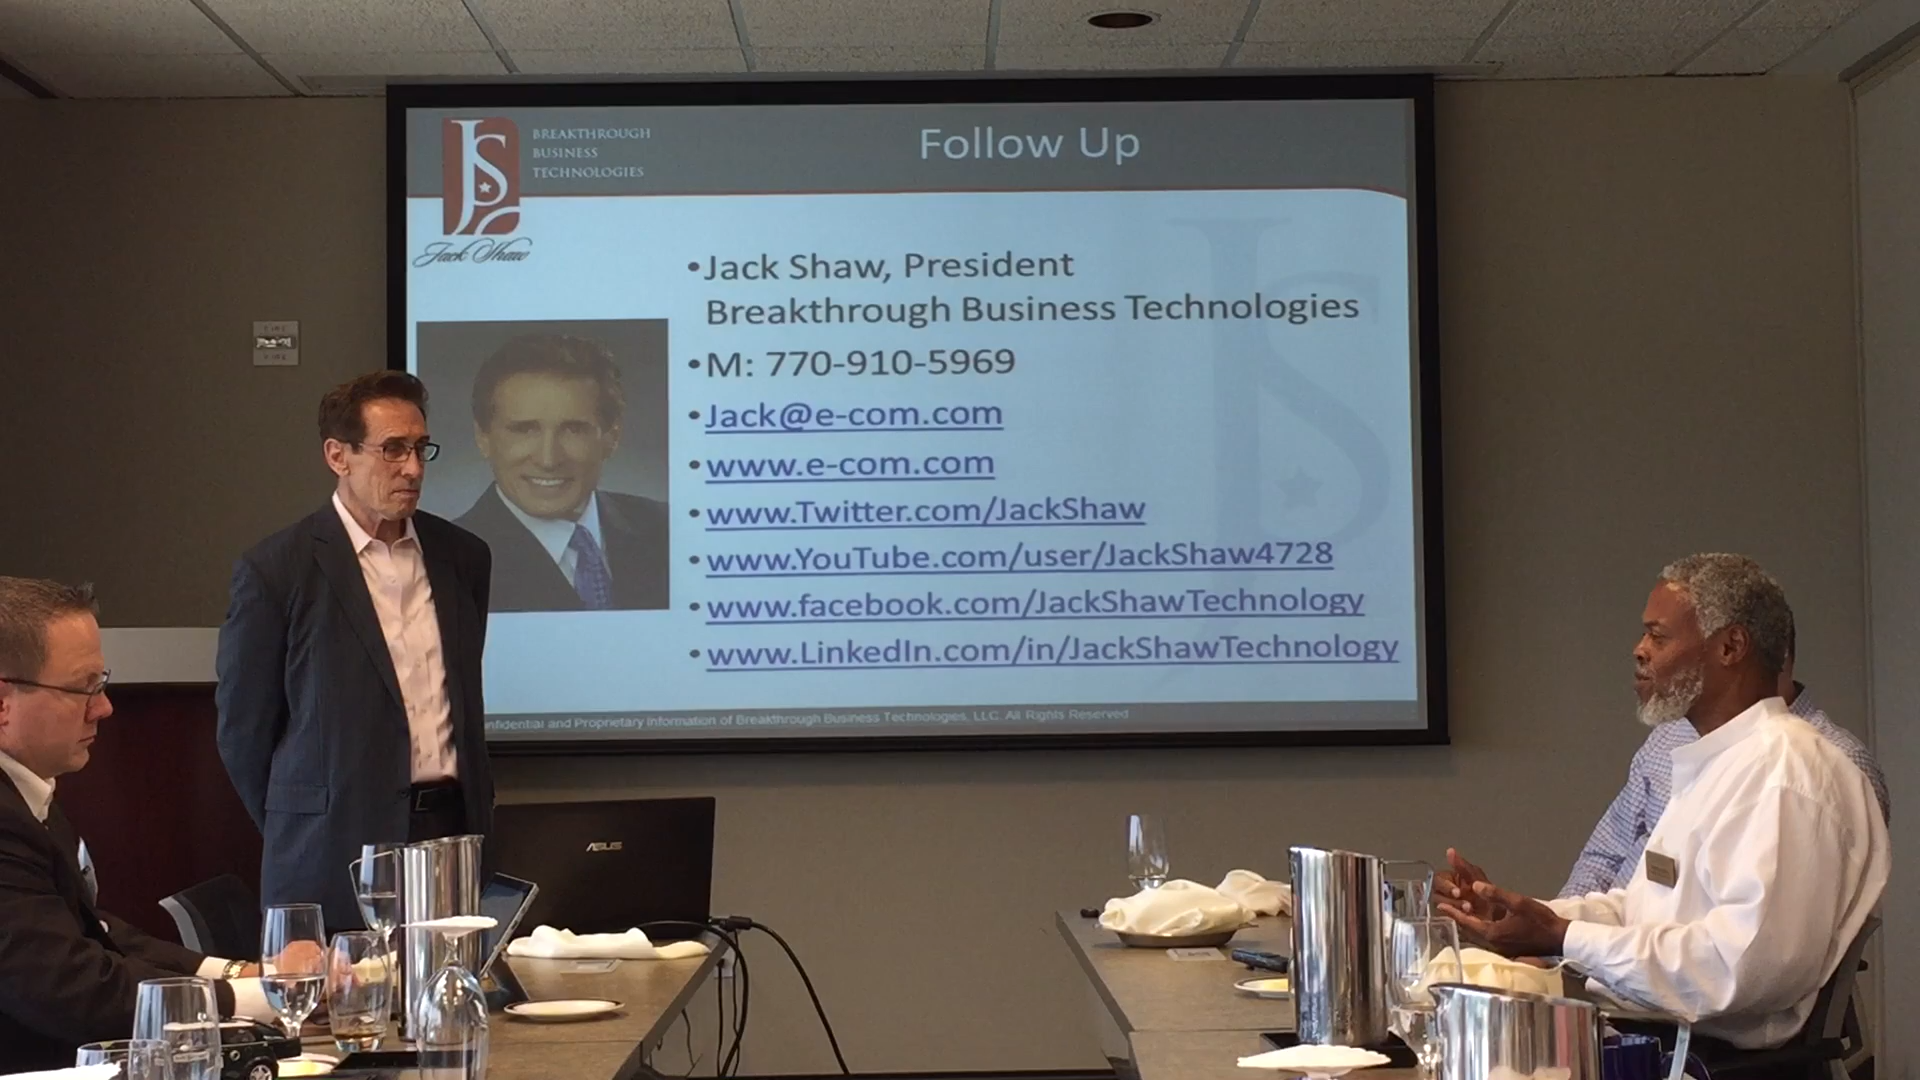 BREAKTHROUGH
BUSINESS
TECHNOLOGIES
Follow Up
JS
Jack Shaw
•Jack Shaw, President
Breakthrough Business Technologies
•M: 770-910-5969
•Jack@e-com.com
•www.e-com.com
•www.Twitter.com/JackShaw
•www.YouTube.com/user/JackShaw4728
•www.facebook.com/JackShawTechnology
•www.LinkedIn.com/in/JackShawTechnology
nfidential and Proprietary Information of Breakthrough Business Technologies, LLC. All Rights Reserved
ASUS